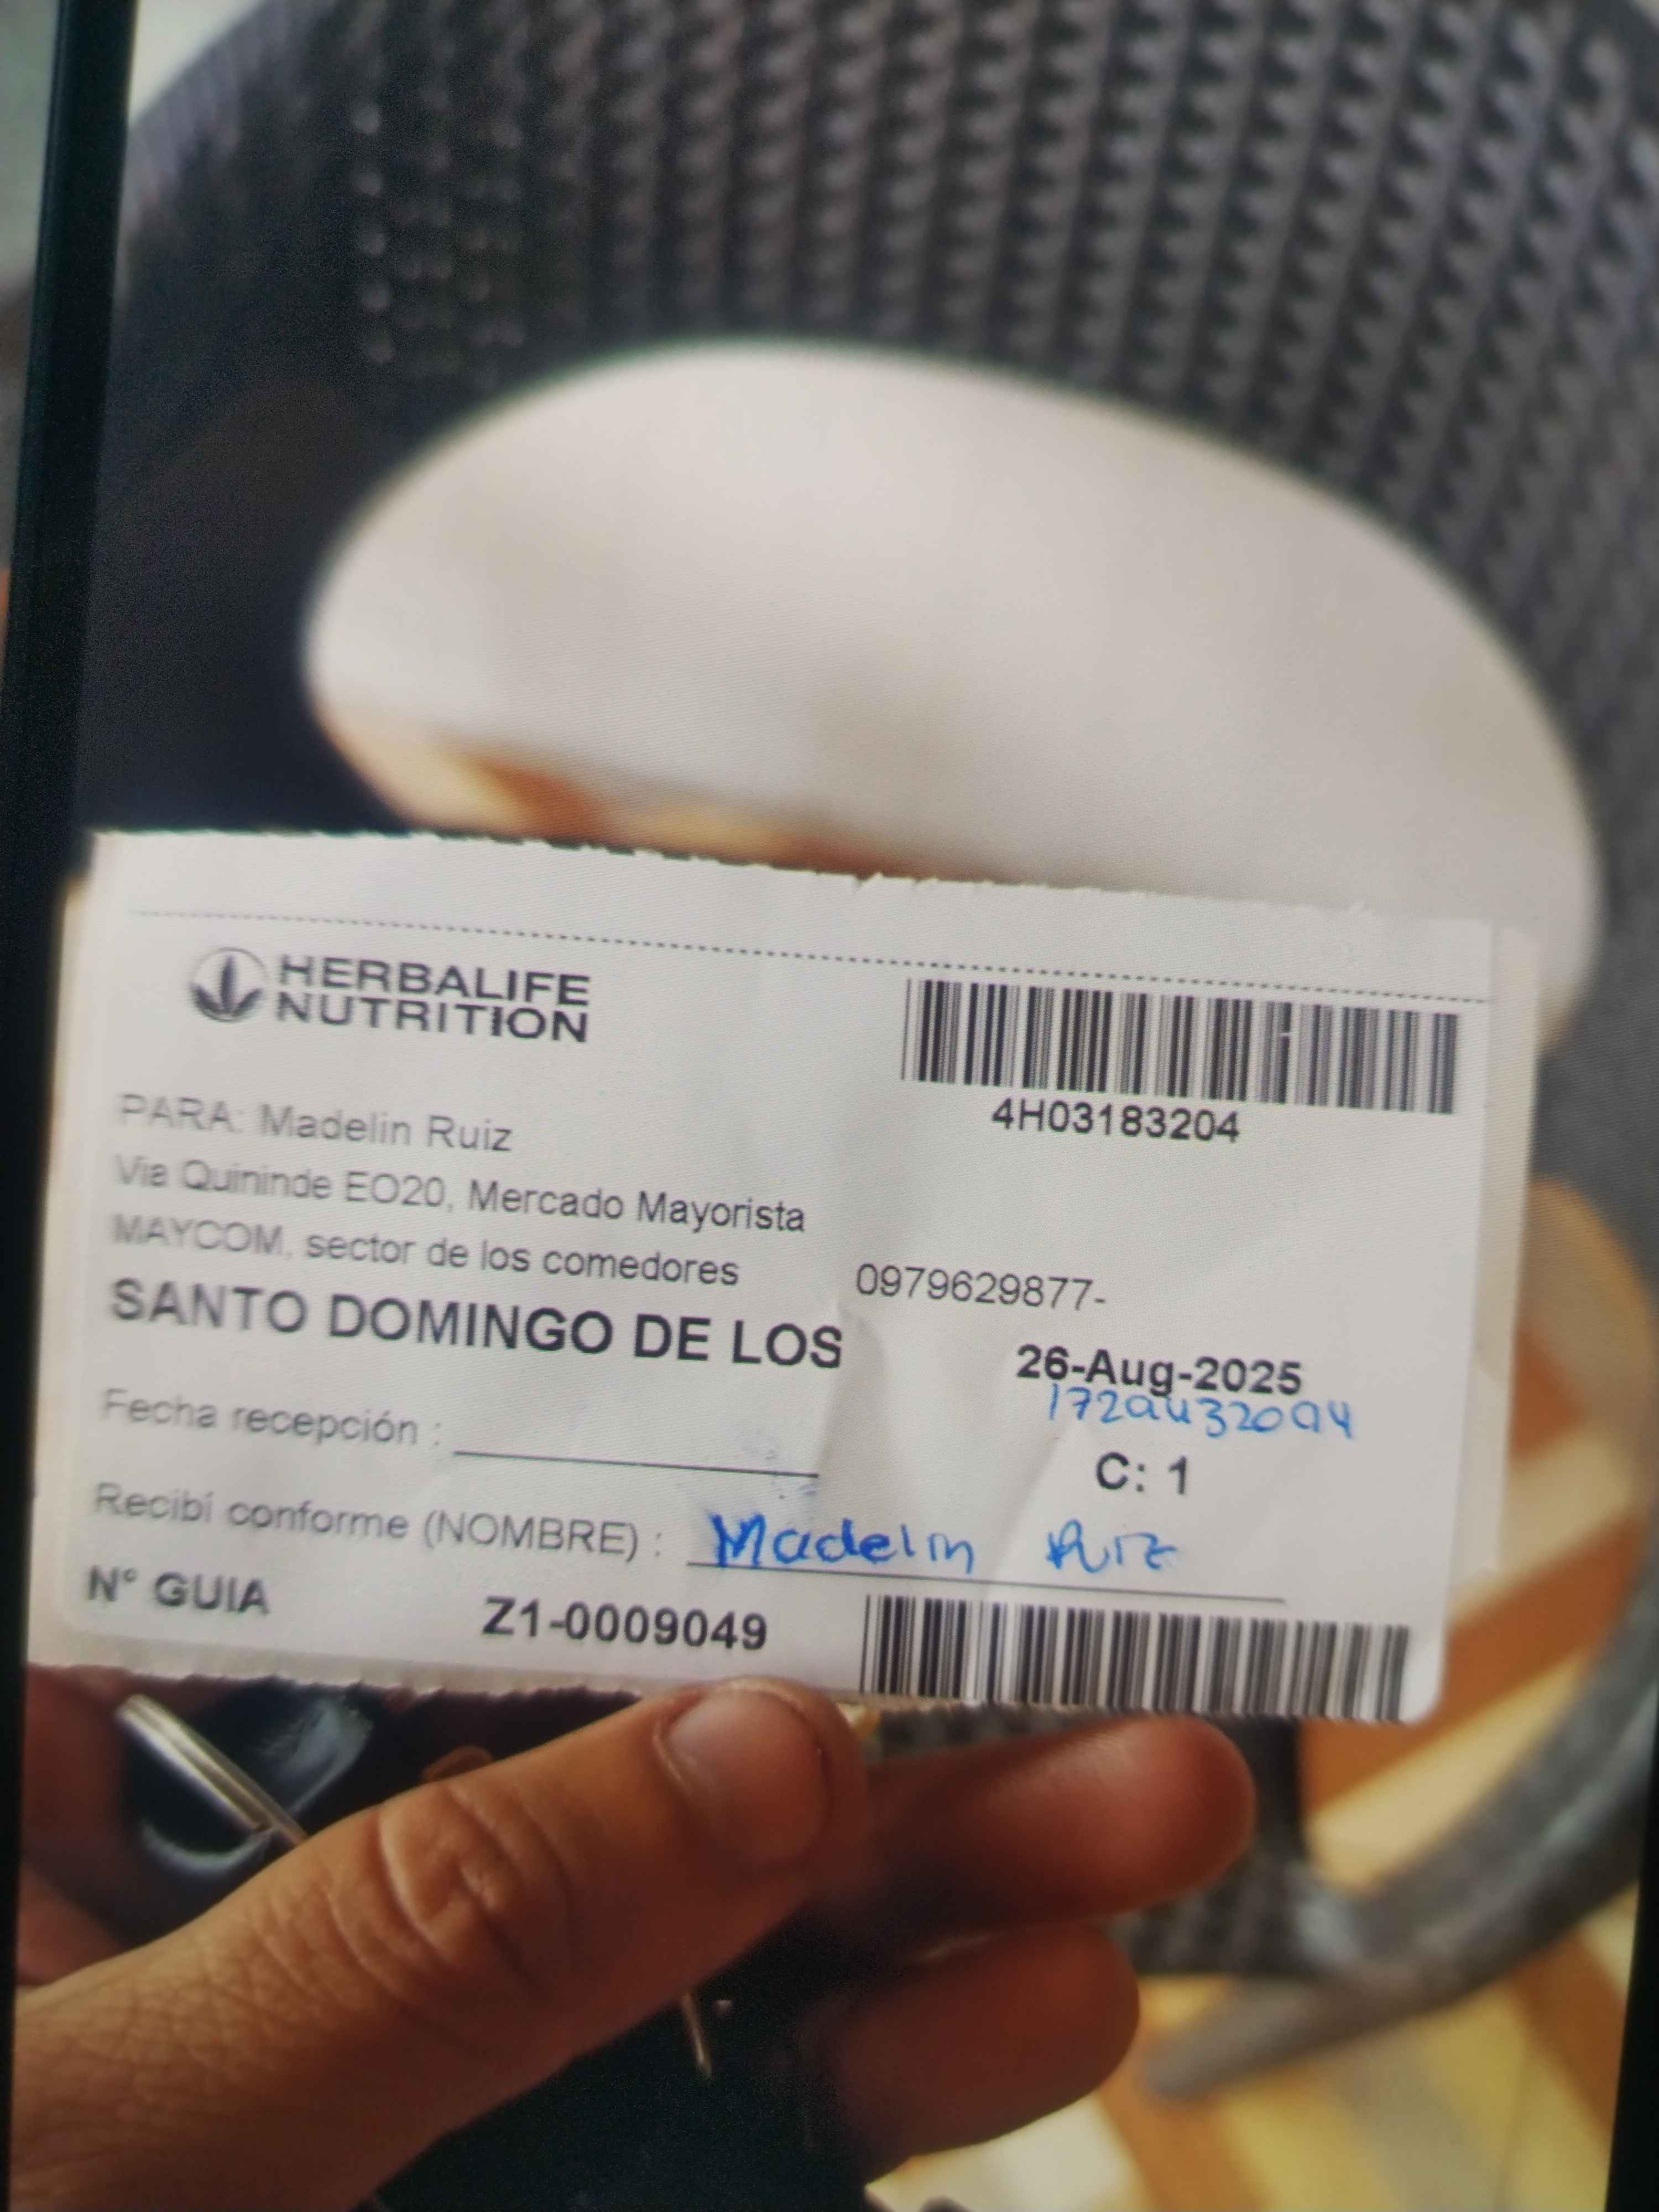 HERBALIFE
NUTRITION
4H03183204
PARA: Madelin Ruiz
Via Quininde EO20, Mercado Mayorista
MAYCOM, sector de los comedores
0979629877-
SANTO DOMINGO DE LOS
26-Aug-2025
1729432094
Fecha recepción :
C: 1
Recibí conforme (NOMBRE) : Madelin Ruiz
N° GUIA Z1-0009049